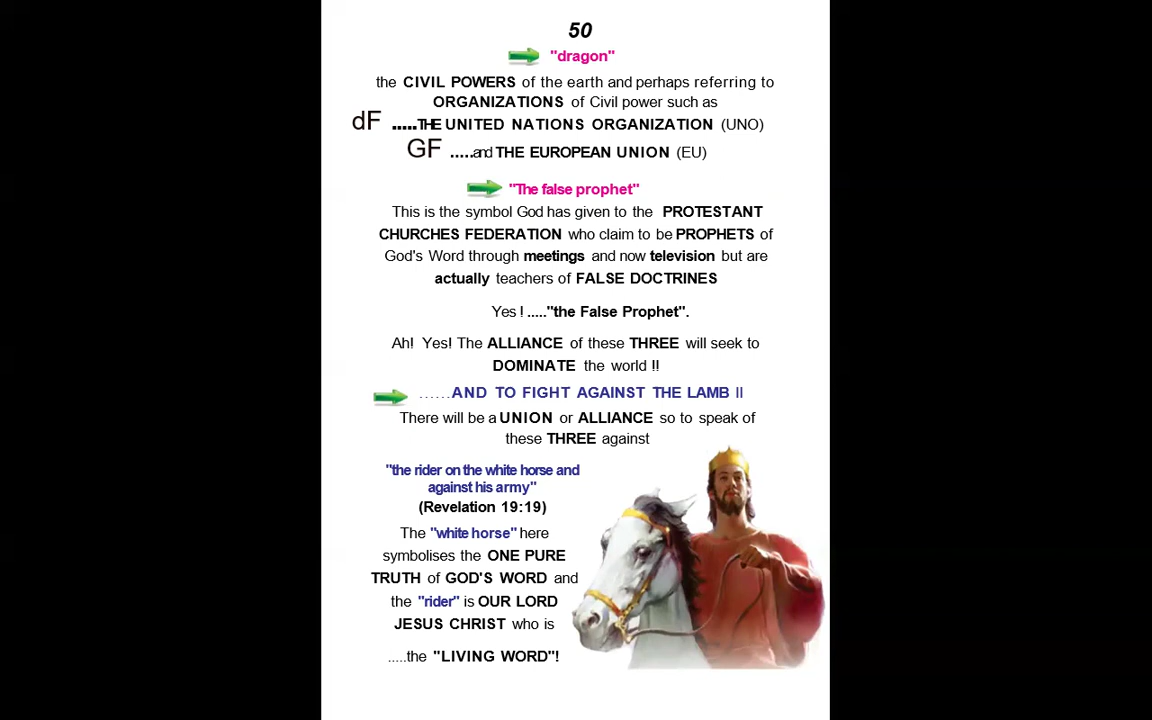 50
"dragon"
the CIVIL POWERS of the earth and perhaps referring to
ORGANIZATIONS of Civil power such as
dF .....THE UNITED NATIONS ORGANIZATION (UNO)
GF .....and THE EUROPEAN UNION (EU)
"The false prophet"
This is the symbol God has given to the PROTESTANT
CHURCHES FEDERATION who claim to be PROPHETS of
God's Word through meetings and now television but are
actually teachers of FALSE DOCTRINES
Yes ! ....."the False Prophet".
Ah! Yes! The ALLIANCE of these THREE will seek to
DOMINATE the world !!
......AND TO FIGHT AGAINST THE LAMB II
There will be a UNION or ALLIANCE so to speak of
these THREE against
"the rider on the white horse and
against his army"
(Revelation 19:19)
The "white horse" here
symbolises the ONE PURE
TRUTH of GOD'S WORD and
the "rider" is OUR LORD
JESUS CHRIST who is
.....the "LIVING WORD"!